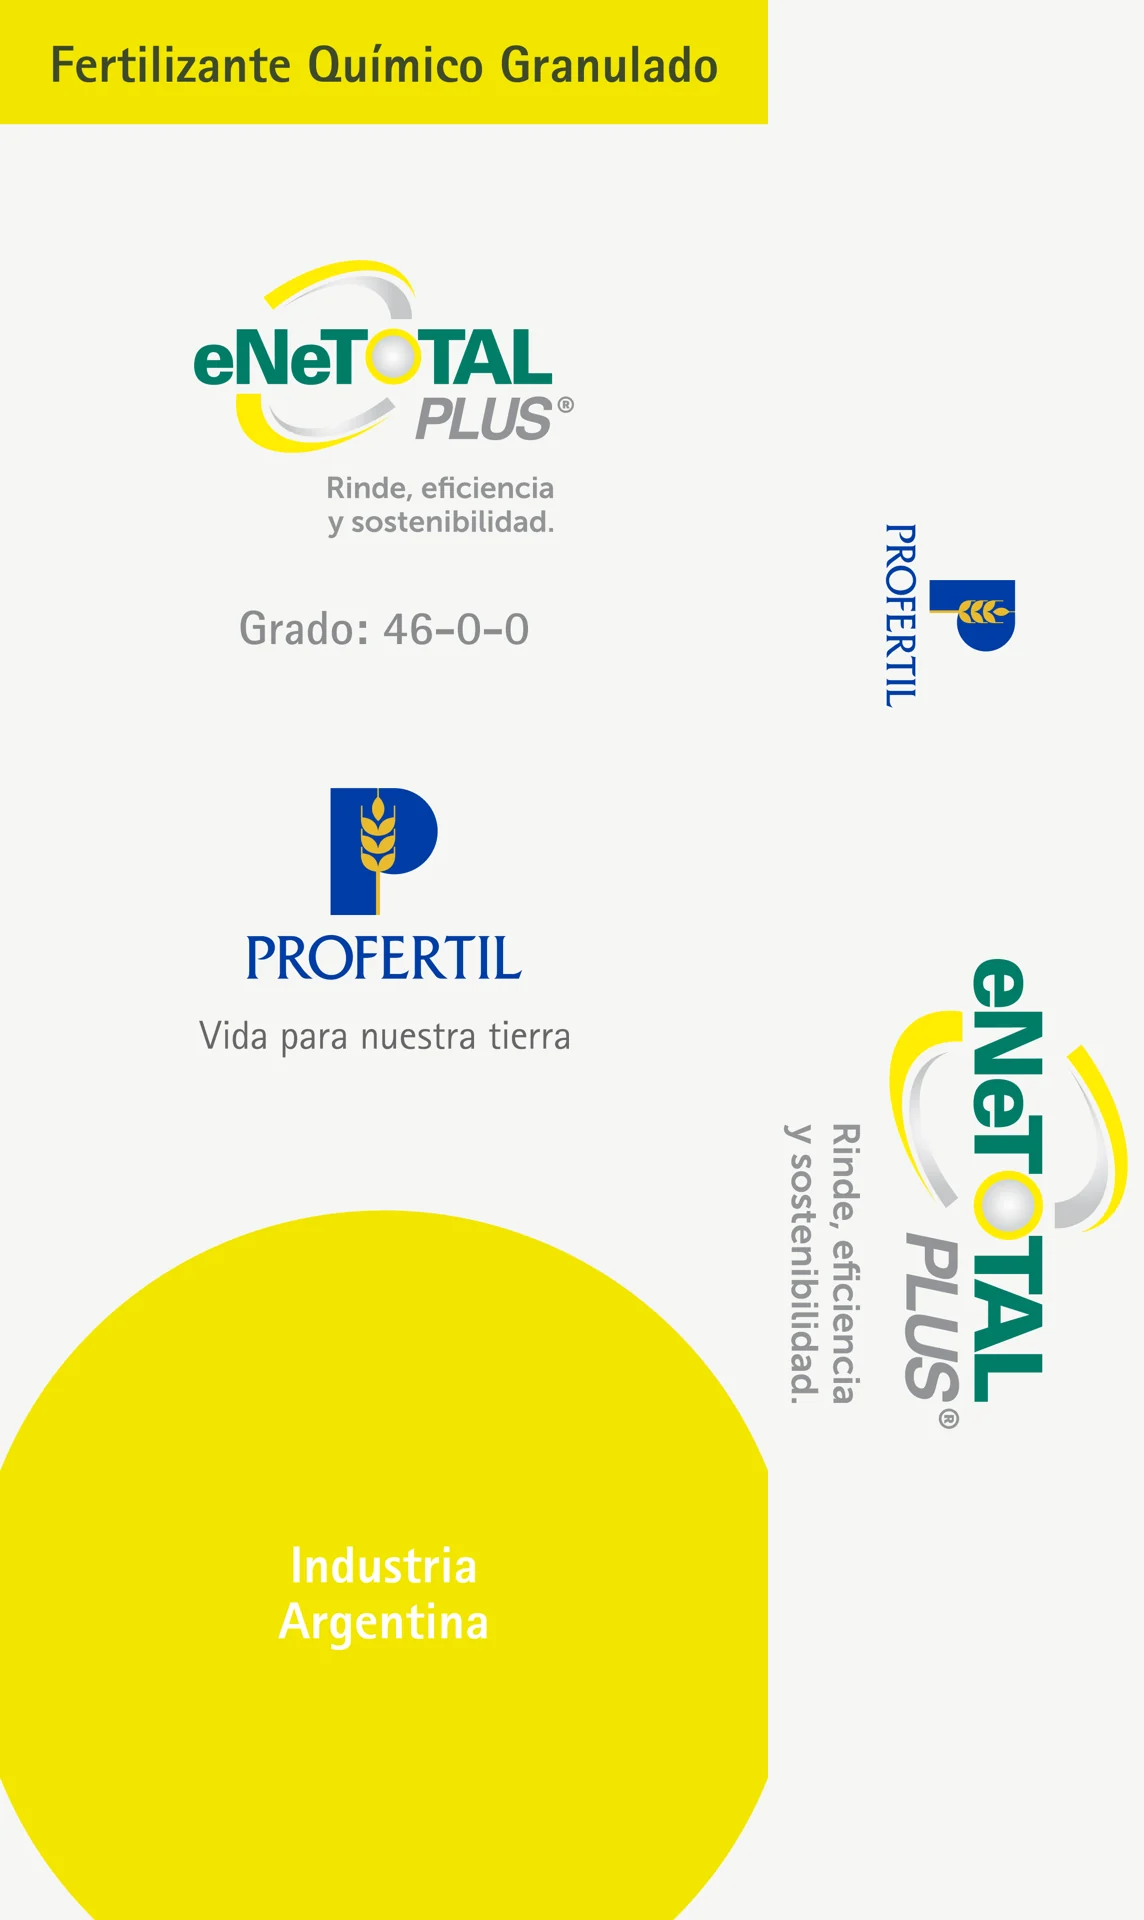 Fertilizante Químico Granulado
eNeTOTAL
PLUS®
Rinde, eficiencia
y sostenibilidad.
Grado: 46-0-0
PROFERTIL
Vida para nuestra tierra
Industria
Argentina
PROFERTIL
eNeTOTAL
PLUS®
Rinde, eficiencia
y sostenibilidad.